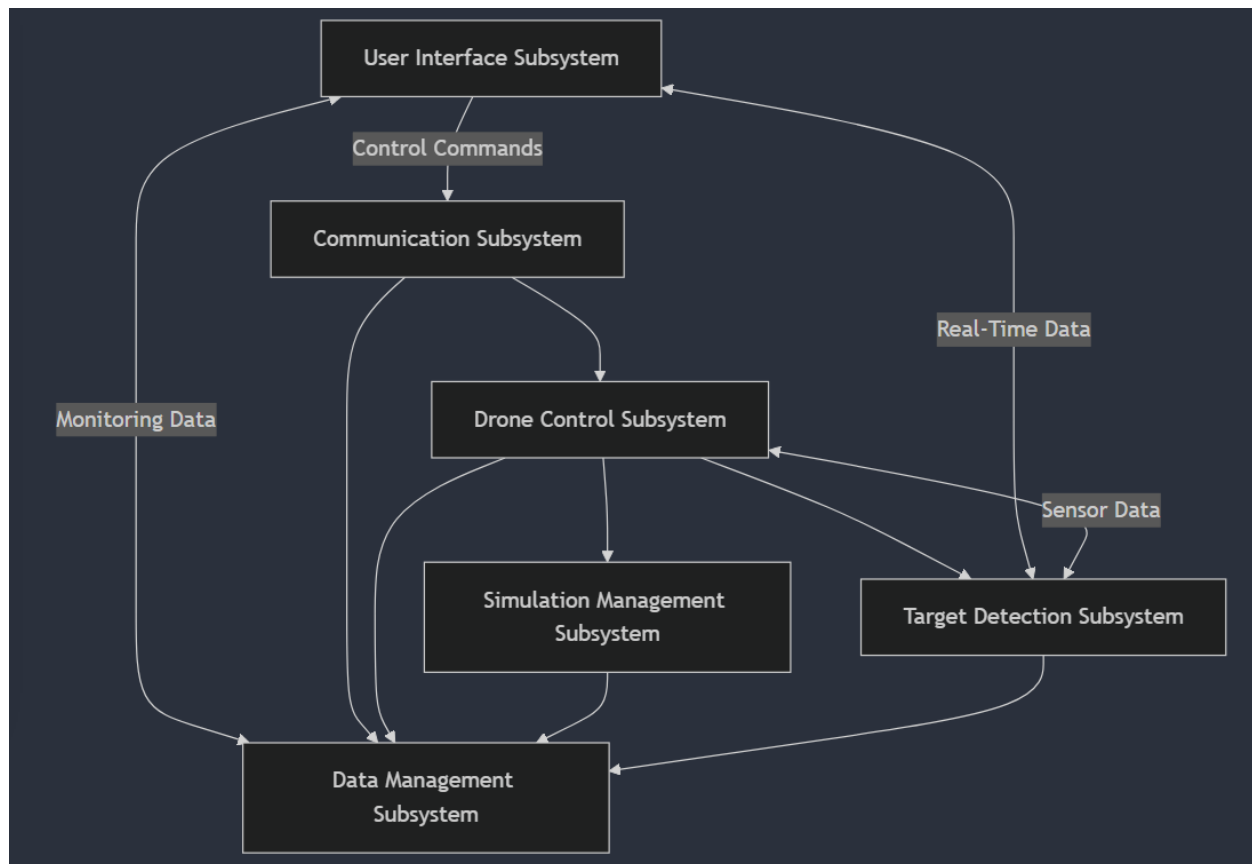 User Interface Subsystem
Control Commands
Communication Subsystem
Real-Time Data
Monitoring Data
Drone Control Subsystem
Sensor Data
Simulation Management
Subsystem
Target Detection Subsystem
Data Management
Subsystem